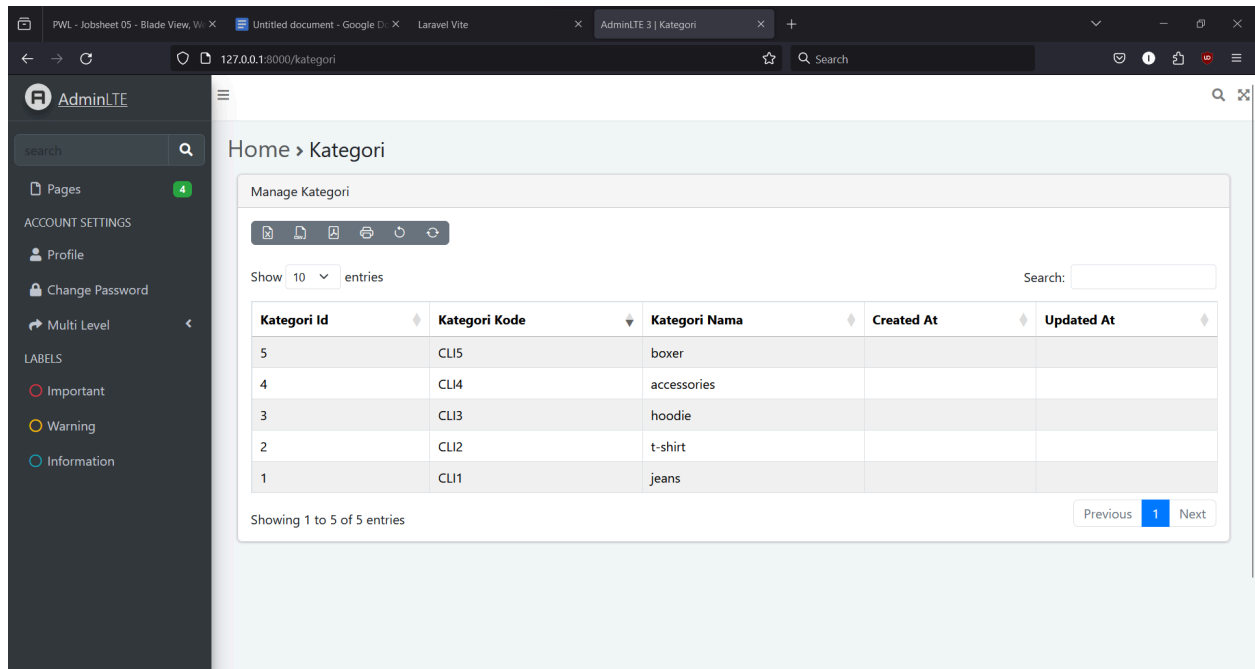 PWL - Jobsheet 05 - Blade View, W
Untitled document - Google Do
Laravel Vite
AdminLTE 3 | Kategori
127.0.0.1:8000/kategori
Search
AdminLTE
search
Pages
4
ACCOUNT SETTINGS
Profile
Change Password
Multi Level
LABELS
Important
Warning
Information
Home › Kategori
Manage Kategori
Show 10 entries
Search:
Kategori Id Kategori Kode Kategori Nama Created At Updated At
5 CLI5 boxer
4 CLI4 accessories
3 CLI3 hoodie
2 CLI2 t-shirt
1 CLI1 jeans
Showing 1 to 5 of 5 entries
Previous 1 Next